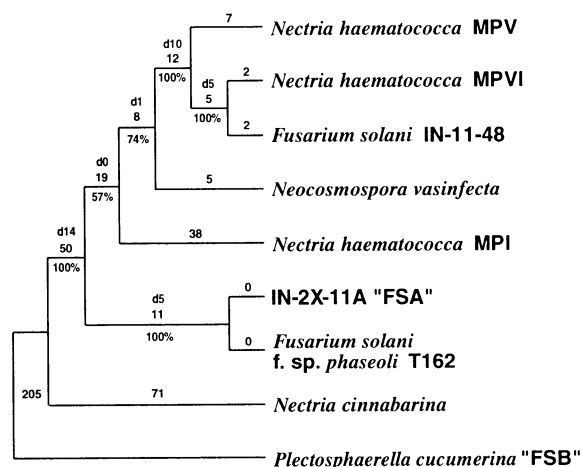 7
Nectria haematococca MPV
d10
12
100%
d5
5
100%
2
Nectria haematococca MPVI
2
Fusarium solani IN-11-48
d1
8
74%
5
Neocosmospora vasinfecta
d0
19
57%
38
Nectria haematococca MPI
d14
50
100%
0
IN-2X-11A "FSA"
d5
11
100%
0
Fusarium solani
f. sp. phaseoli T162
205
71
Nectria cinnabarina
Plectosphaerella cucumerina "FSB"